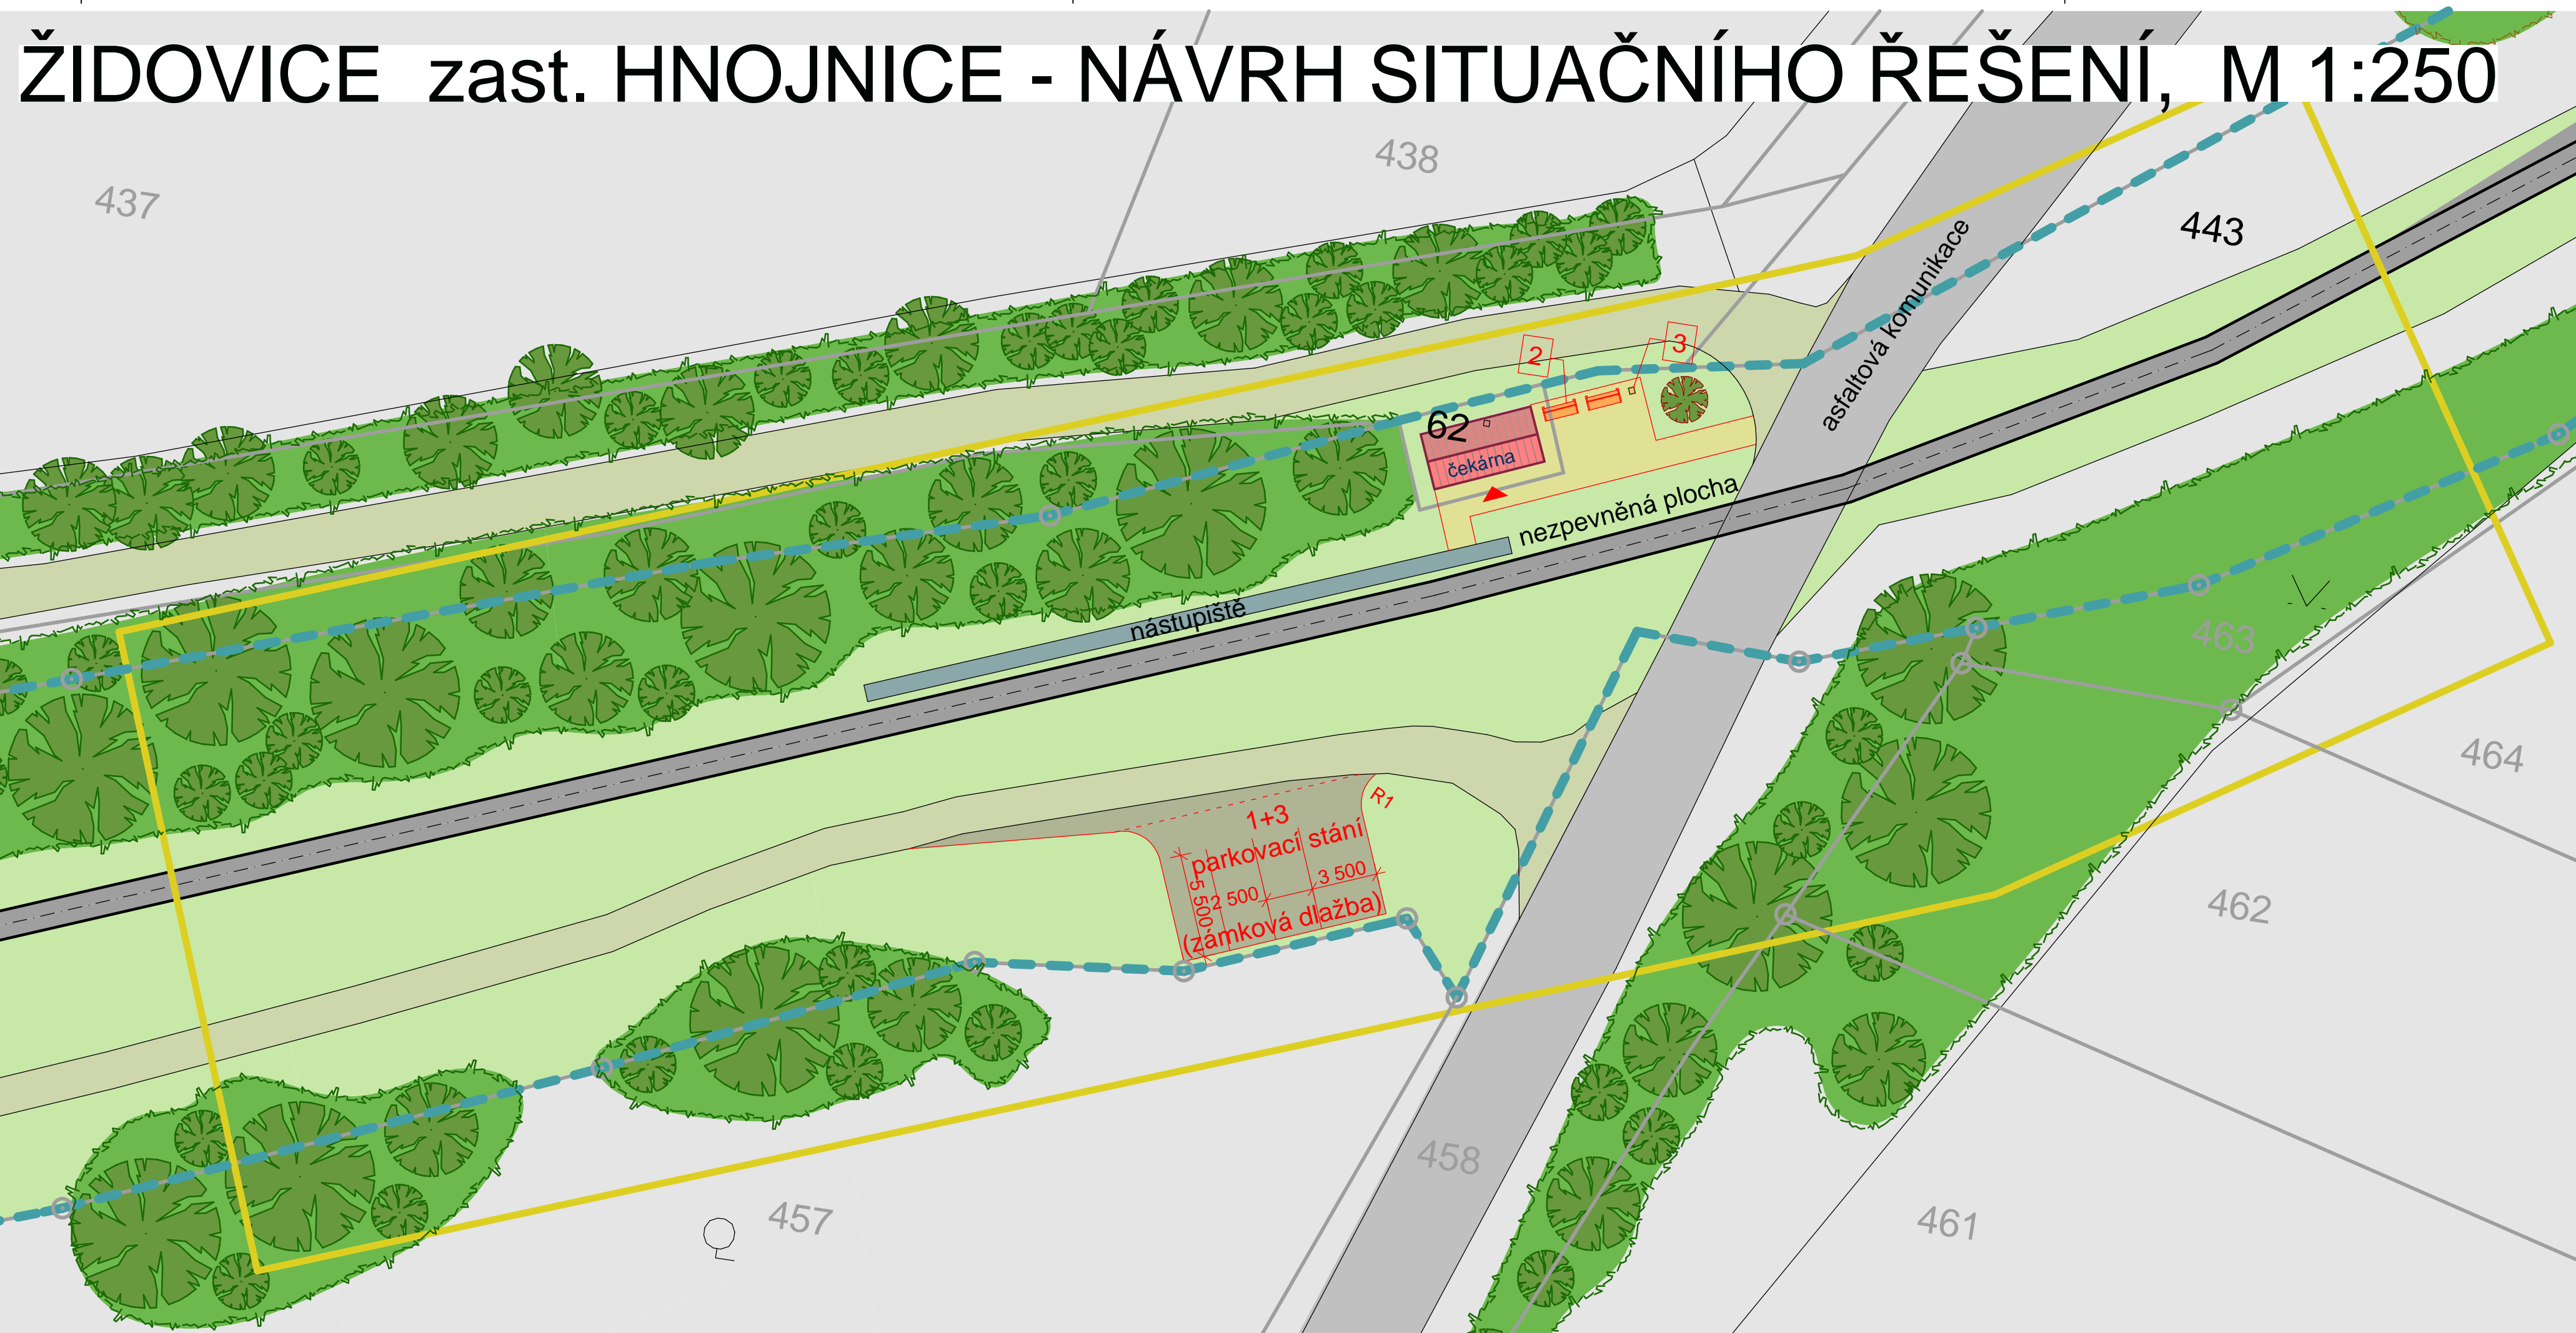 ŽIDOVICE zast. HNOJNICE - NÁVRH SITUAČNÍHO ŘEŠENÍ, M 1:250
438
437
443
asfaltová komunikace
2
3
62
čekárna
nezpevněná plocha
nástupiště
463
464
R1
1+3
parkovací stání
3 500
2 500
5 500
(zámková dlažba)
462
458
457
461